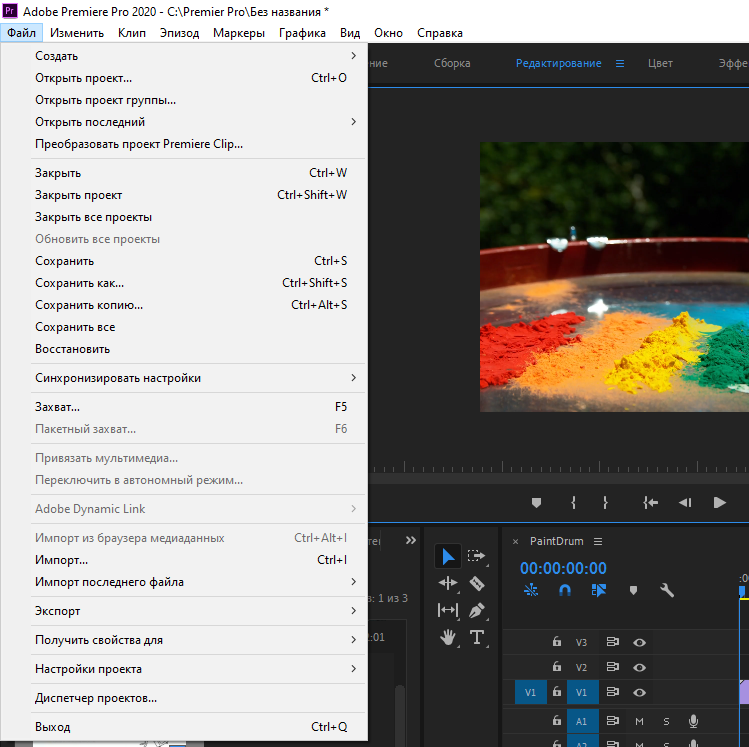 Pr Adobe Premiere Pro 2020 - C:\Premier Pro\Без названия *
Файл Изменить Клип Эпизод Маркеры Графика Вид Окно Справка
Сборка Редактирование Цвет
Создать
Открыть проект... Ctrl+O
Открыть проект группы...
Открыть последний
Преобразовать проект Premiere Clip...
Закрыть Ctrl+W
Закрыть проект Ctrl+Shift+W
Закрыть все проекты
Обновить все проекты
Сохранить Ctrl+S
Сохранить как... Ctrl+Shift+S
Сохранить копию... Ctrl+Alt+S
Сохранить все
Восстановить
Синхронизировать настройки
Захват... F5
Пакетный захват... F6
Привязать мультимедиа...
Переключить в автономный режим...
Adobe Dynamic Link
Импорт из браузера медиаданных Ctrl+Alt+I
Импорт... Ctrl+I
Импорт последнего файла
Экспорт
Получить свойства для
Настройки проекта
Диспетчер проектов...
Выход Ctrl+Q
1 из 3
:2:01
× PaintDrum
00:00:00:00
T
V3
V2
V1 V1
A1 M S
A2 M S